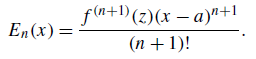 E_n(x) = \frac{f^{(n+1)}(z)(x − a)^{n+1}}{(n + 1)!}.